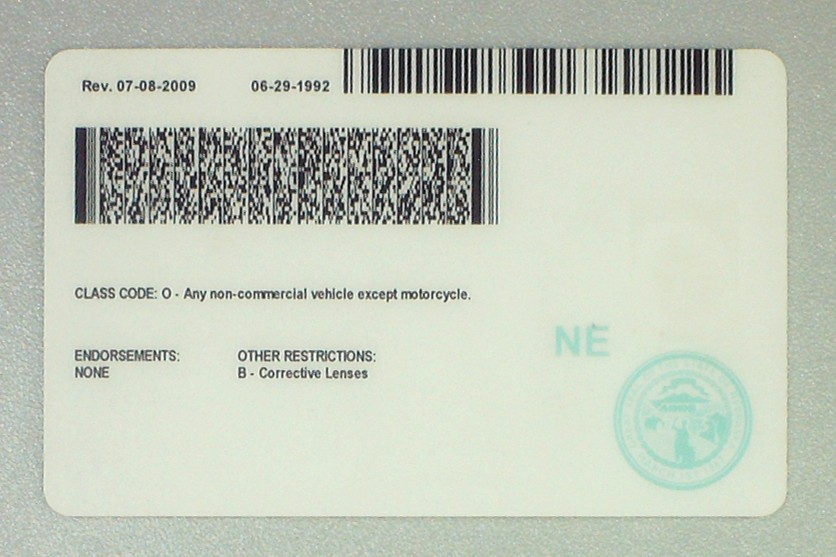 Rev. 07-08-2009 06-29-1992
CLASS CODE: O - Any non-commercial vehicle except motorcycle.
ENDORSEMENTS: OTHER RESTRICTIONS:
NONE B - Corrective Lenses
NE